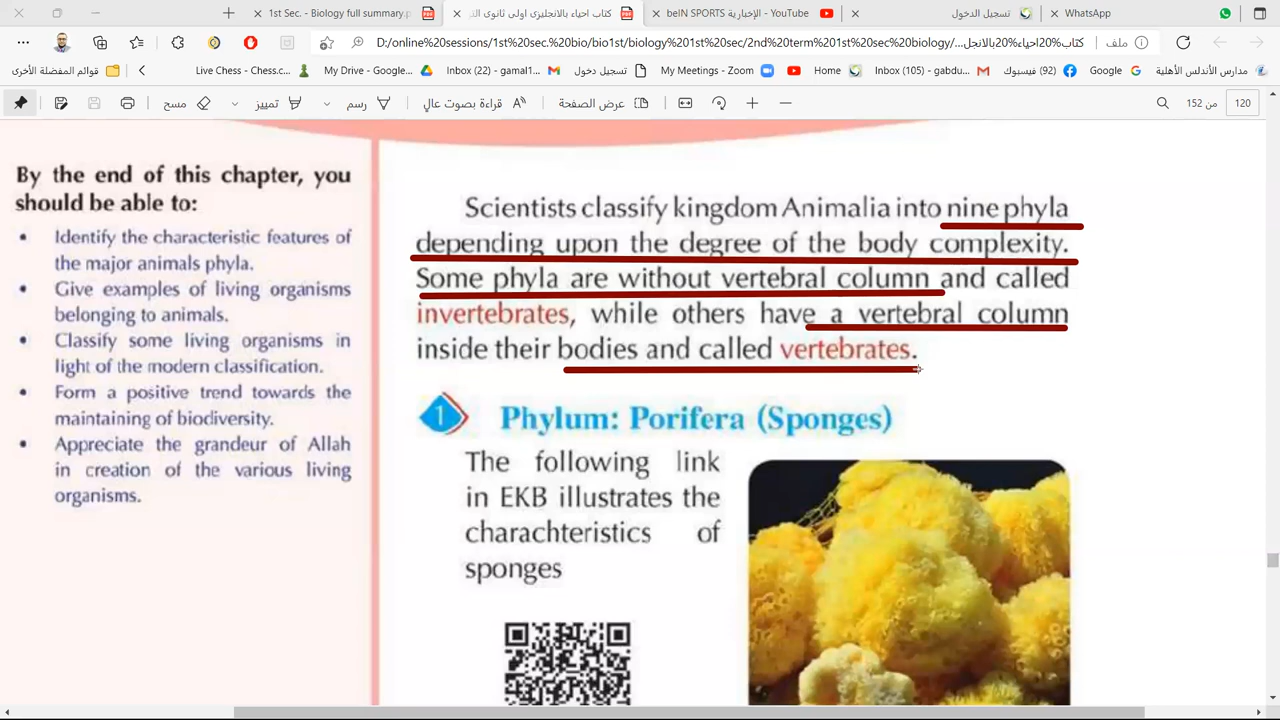 1st Sec. - Biology full summary.p
كتاب احياء بالانجليزى اولى ثانوى الت
YouTube - الإخبارية beIN SPORTS
تسجيل الدخول
WhatsApp
D:/online%20sessions/1st%20sec.%20bio/bio1st/biology%201st%20sec/2nd%20term%201st%20sec%20biology/...كتاب%20احياء%20بالانجل
ملف
قوائم المفضلة الأخرى
Live Chess - Chess.c...
My Drive - Google...
Inbox (22) - gamal1...
تسجيل دخول
My Meetings - Zoom
Home
Inbox (105) - gabdu...
(92) فيسبوك
Google
مدارس الأندلس الأهلية
مسح
تمييز
رسم
قراءة بصوت عالٍ
عرض الصفحة
من 152
120
By the end of this chapter, you
should be able to:
• Identify the characteristic features of
the major animals phyla.
• Give examples of living organisms
belonging to animals.
• Classify some living organisms in
light of the modern classification.
• Form a positive trend towards the
maintaining of biodiversity.
• Appreciate the grandeur of Allah
in creation of the various living
organisms.
Scientists classify kingdom Animalia into nine phyla
depending upon the degree of the body complexity.
Some phyla are without vertebral column and called
invertebrates, while others have a vertebral column
inside their bodies and called vertebrates.
1 Phylum: Porifera (Sponges)
The following link
in EKB illustrates the
charachteristics of
sponges